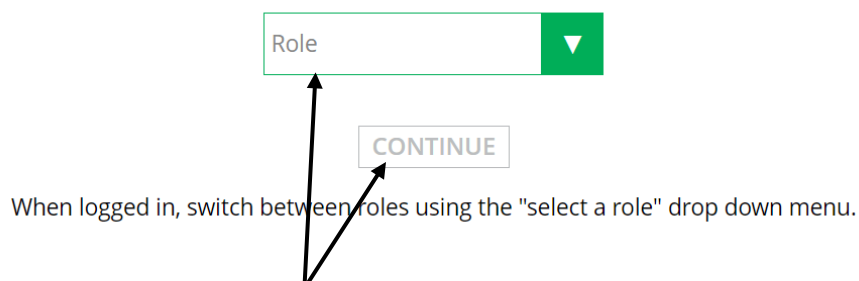 Role
CONTINUE
When logged in, switch between roles using the "select a role" drop down menu.